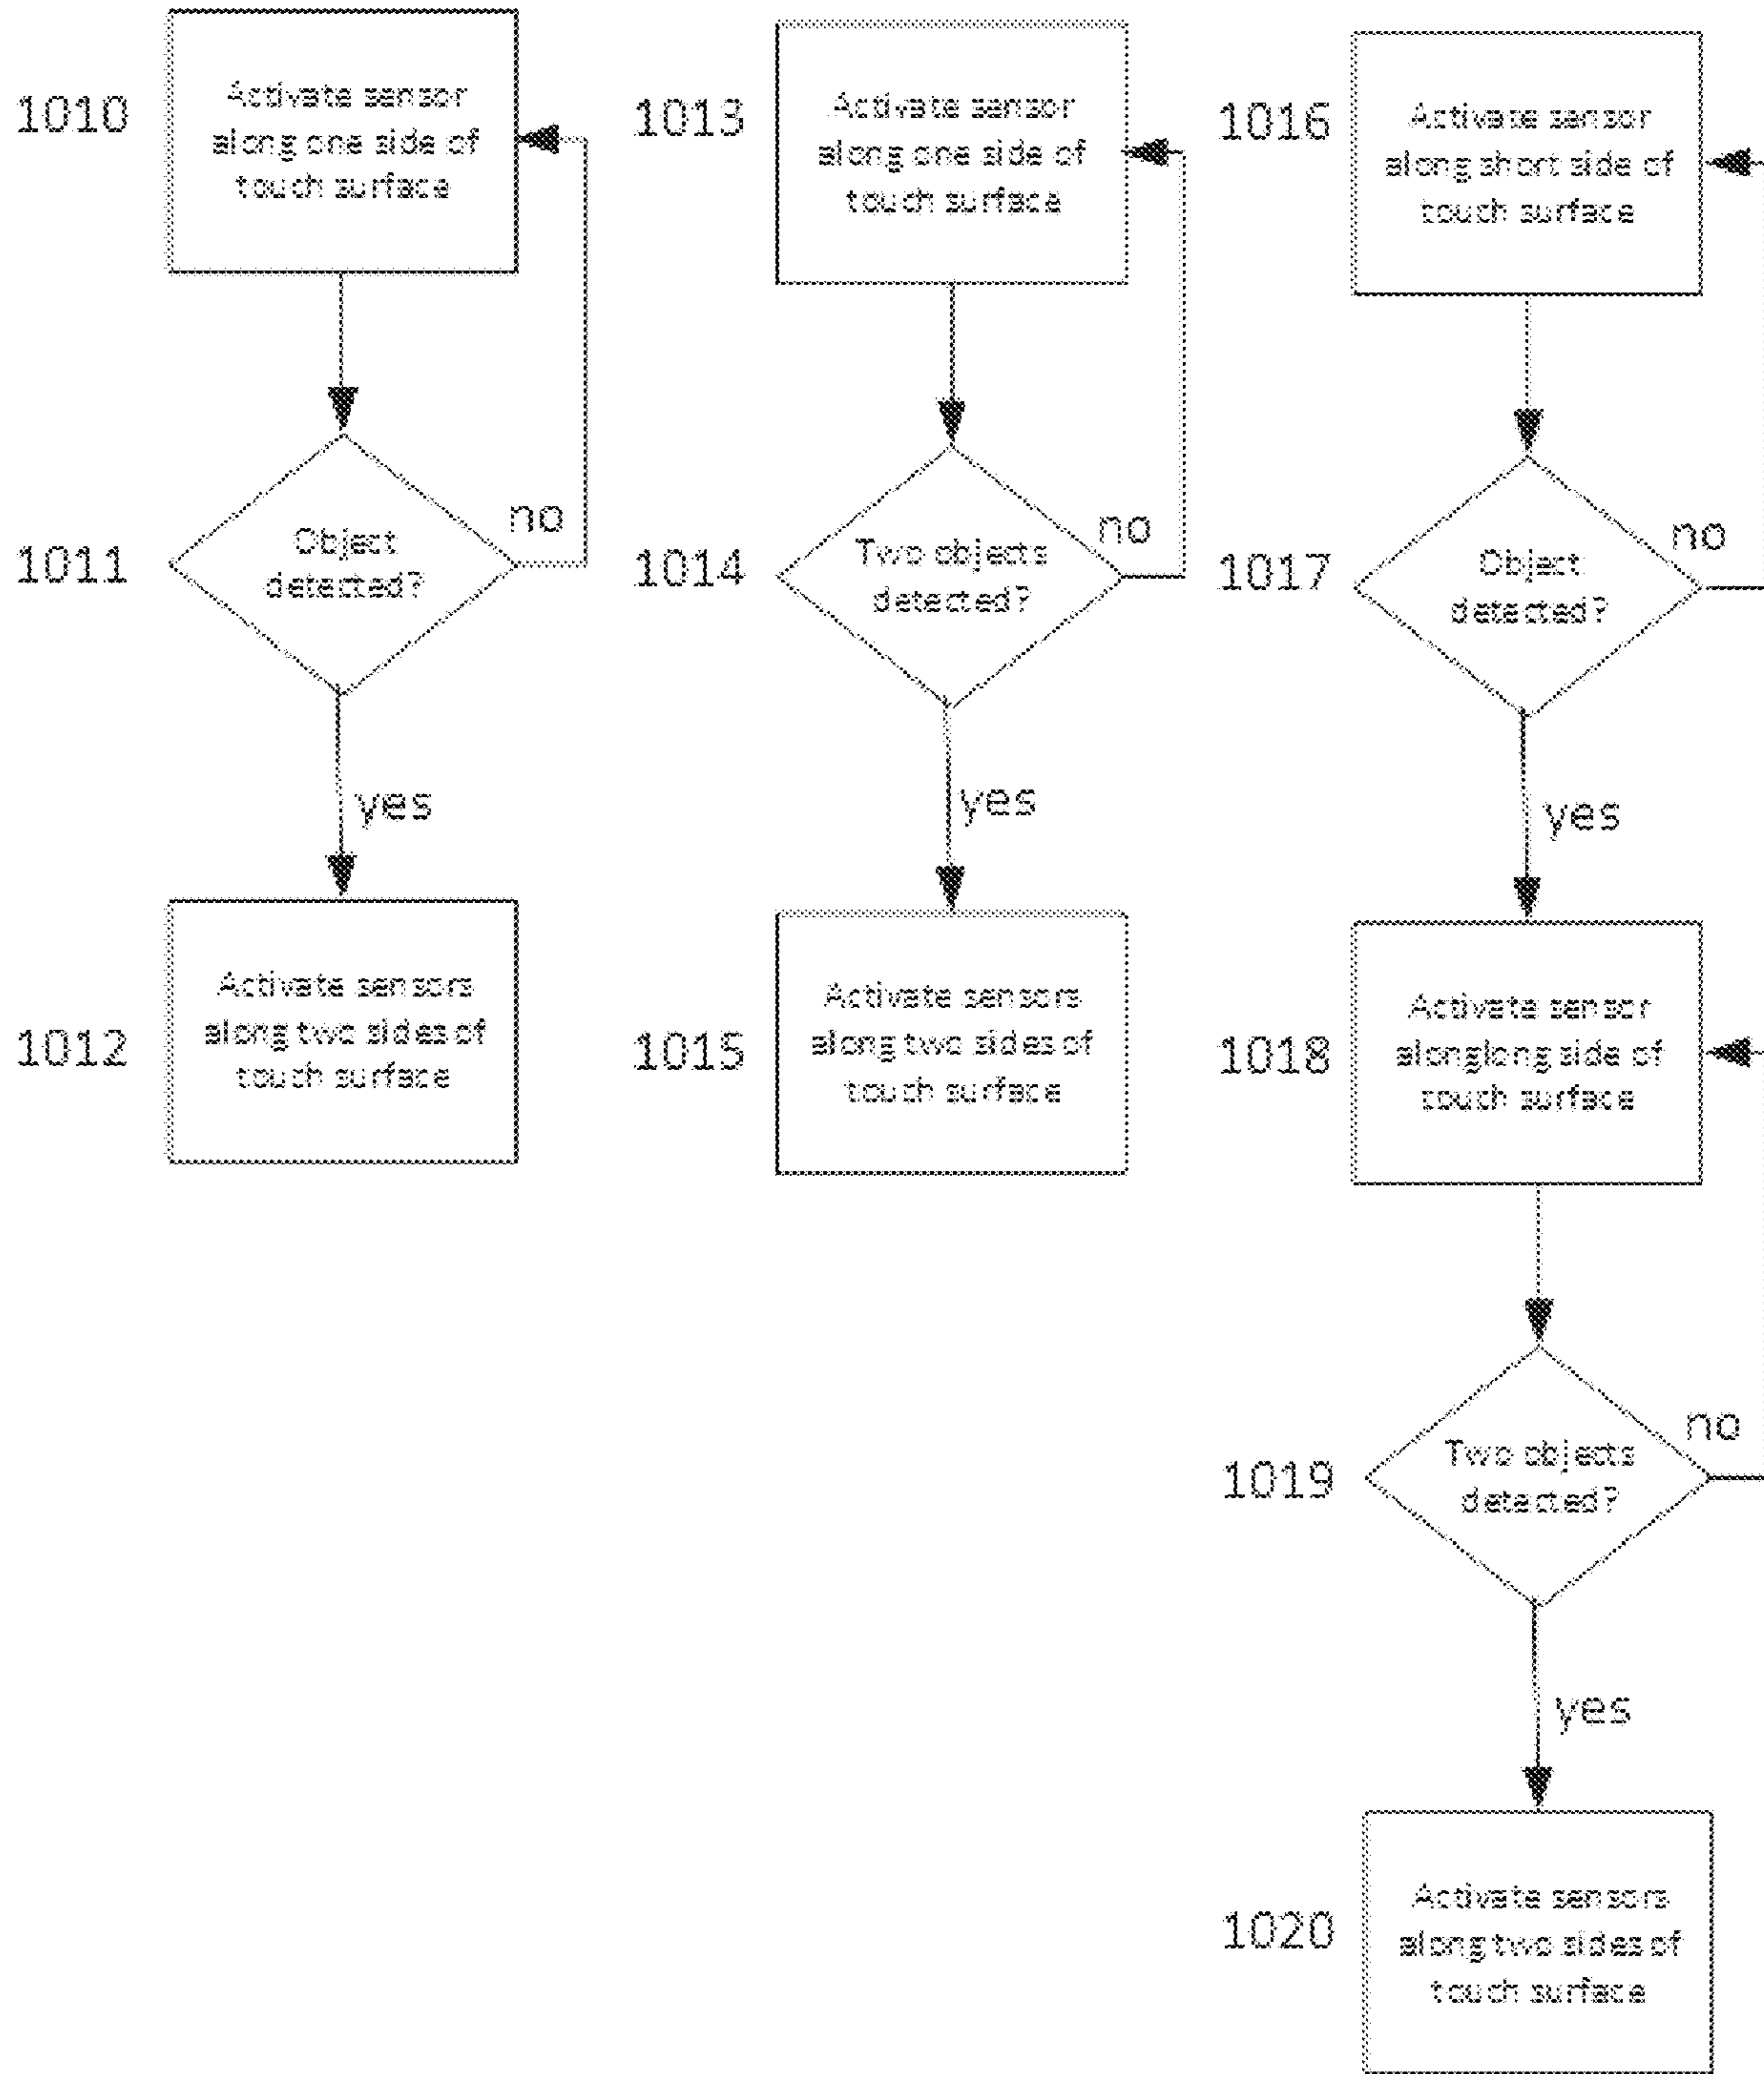 1010
Activate sensor
along one side of
touch surface
1011
Object
detected?
no
yes
1012
Activate sensors
along two sides of
touch surface
1013
Activate sensor
along one side of
touch surface
1014
Two objects
detected?
no
yes
1015
Activate sensors
along two sides of
touch surface
1016
Activate sensor
along short side of
touch surface
1017
Object
detected?
no
yes
1018
Activate sensor
alonglong side of
touch surface
1019
Two objects
detected?
no
yes
1020
Activate sensors
along two sides of
touch surface